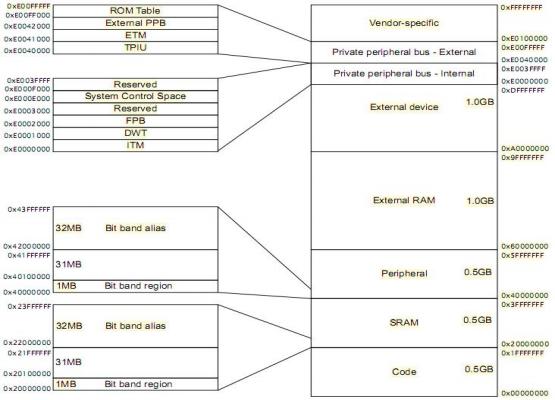 0xE00FFFFF
ROM Table
0xE00FF000
External PPB
0xE0042000
ETM
0xE0041000
TPIU
0xE0040000
0xE003FFFF
Reserved
0xE000F000
System Control Space
0xE000E000
Reserved
0xE0003000
FPB
0xE0002000
DWT
0xE0001000
ITM
0xE0000000
0x43FFFFFF
32MB Bit band alias
0x42000000
0x41FFFFFF
31MB
0x40100000
1MB Bit band region
0x40000000
0x23FFFFFF
32MB Bit band alias
0x22000000
0x21FFFFFF
31MB
0x20100000
1MB Bit band region
0x20000000
0xFFFFFFFF
Vendor-specific
0xE0100000
0xE00FFFFF
Private peripheral bus - External
0xE0040000
0xE003FFFF
Private peripheral bus - Internal
0xE0000000
0xDFFFFFFF
External device 1.0GB
0xA0000000
0x9FFFFFFF
External RAM 1.0GB
0x60000000
0x5FFFFFFF
Peripheral 0.5GB
0x40000000
0x3FFFFFFF
SRAM 0.5GB
0x20000000
0x1FFFFFFF
Code 0.5GB
0x00000000